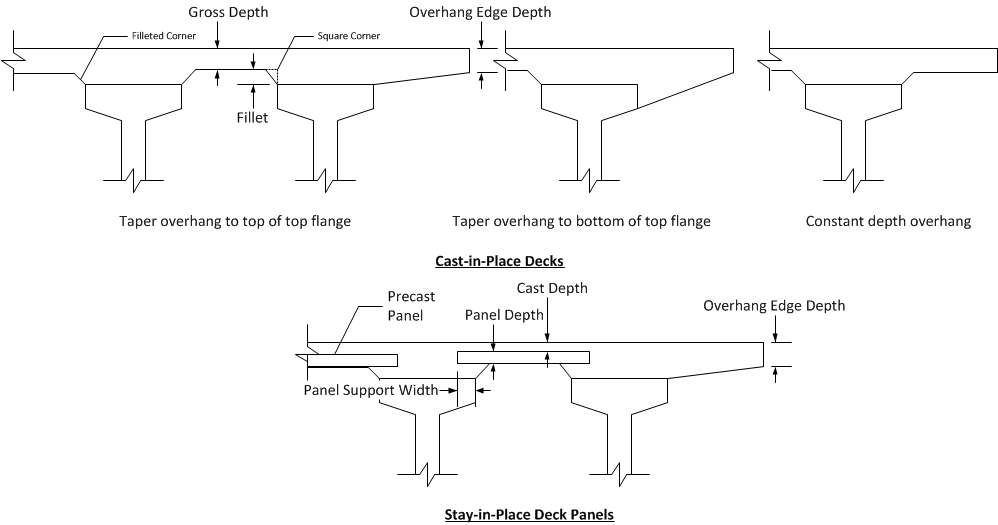 Gross Depth
Overhang Edge Depth
Filleted Corner
Square Corner
Fillet
Taper overhang to top of top flange
Taper overhang to bottom of top flange
Constant depth overhang
Cast-in-Place Decks
Precast
Panel
Cast Depth
Panel Depth
Overhang Edge Depth
Panel Support Width
Stay-in-Place Deck Panels